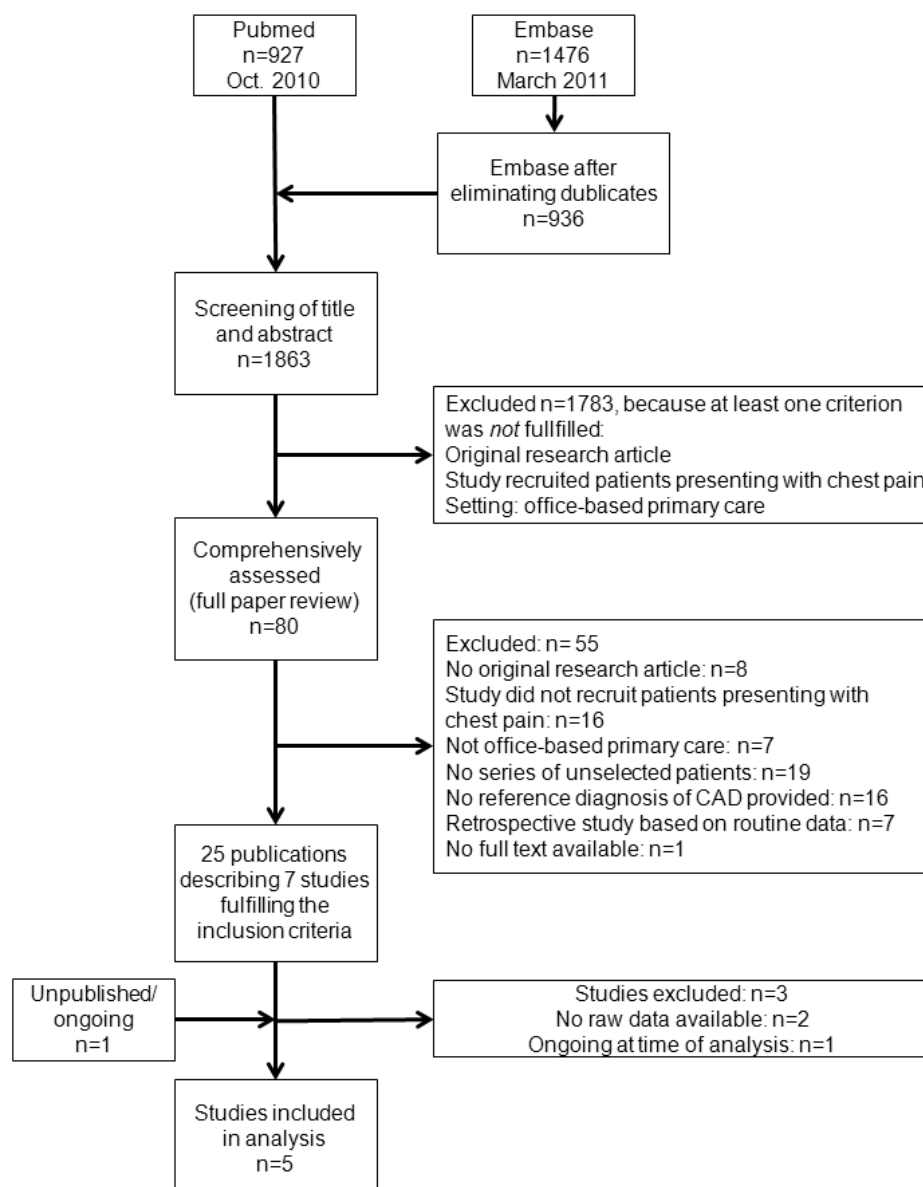 Pubmed
n=927
Oct. 2010
Embase
n=1476
March 2011
Embase after
eliminating dublicates
n=936
Screening of title
and abstract
n=1863
Excluded n=1783, because at least one criterion
was not fullfilled:
Original research article
Study recruited patients presenting with chest pain
Setting: office-based primary care
Comprehensively
assessed
(full paper review)
n=80
Excluded: n= 55
No original research article: n=8
Study did not recruit patients presenting with
chest pain: n=16
Not office-based primary care: n=7
No series of unselected patients: n=19
No reference diagnosis of CAD provided: n=16
Retrospective study based on routine data: n=7
No full text available: n=1
25 publications
describing 7 studies
fulfilling the
inclusion criteria
Unpublished/
ongoing
n=1
Studies excluded: n=3
No raw data available: n=2
Ongoing at time of analysis: n=1
Studies included
in analysis
n=5